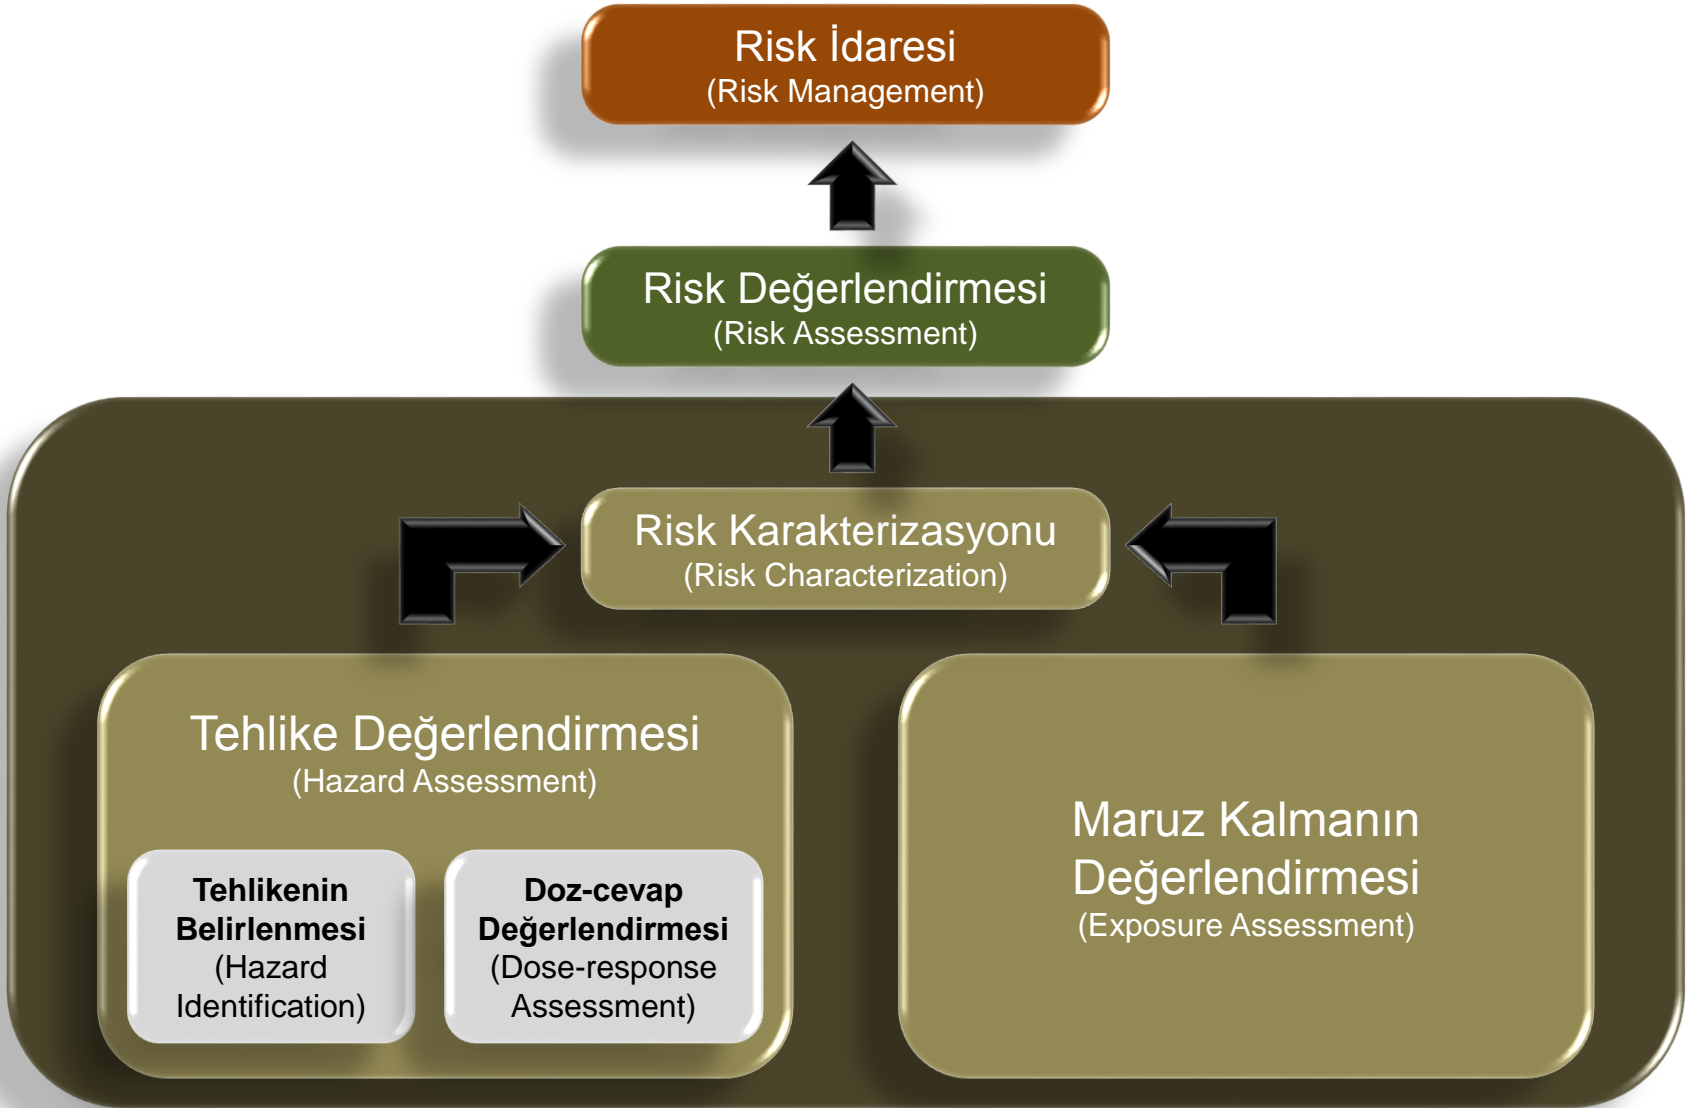 Risk İdaresi
(Risk Management)
Risk Değerlendirmesi
(Risk Assessment)
Risk Karakterizasyonu
(Risk Characterization)
Tehlike Değerlendirmesi
(Hazard Assessment)
Tehlikenin
Belirlenmesi
(Hazard
Identification)
Doz-cevap
Değerlendirmesi
(Dose-response
Assessment)
Maruz Kalmanın
Değerlendirmesi
(Exposure Assessment)